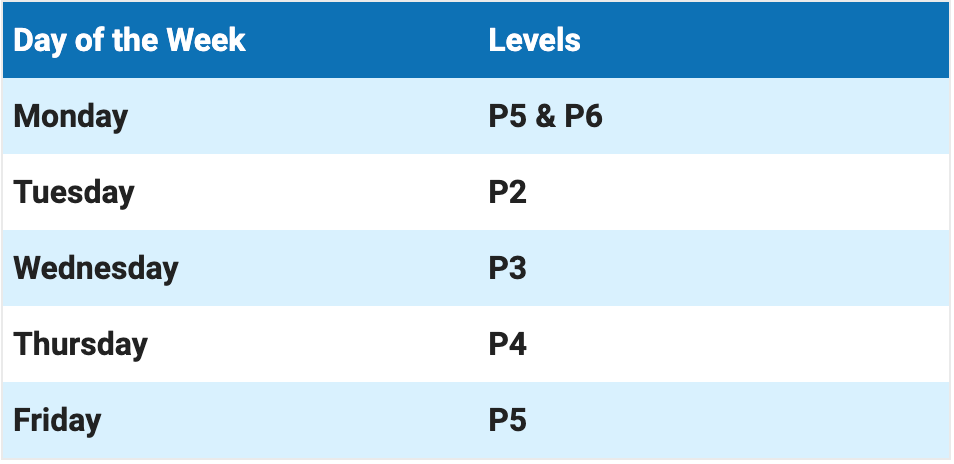 Day of the Week Levels
Monday P5 & P6
Tuesday P2
Wednesday P3
Thursday P4
Friday P5